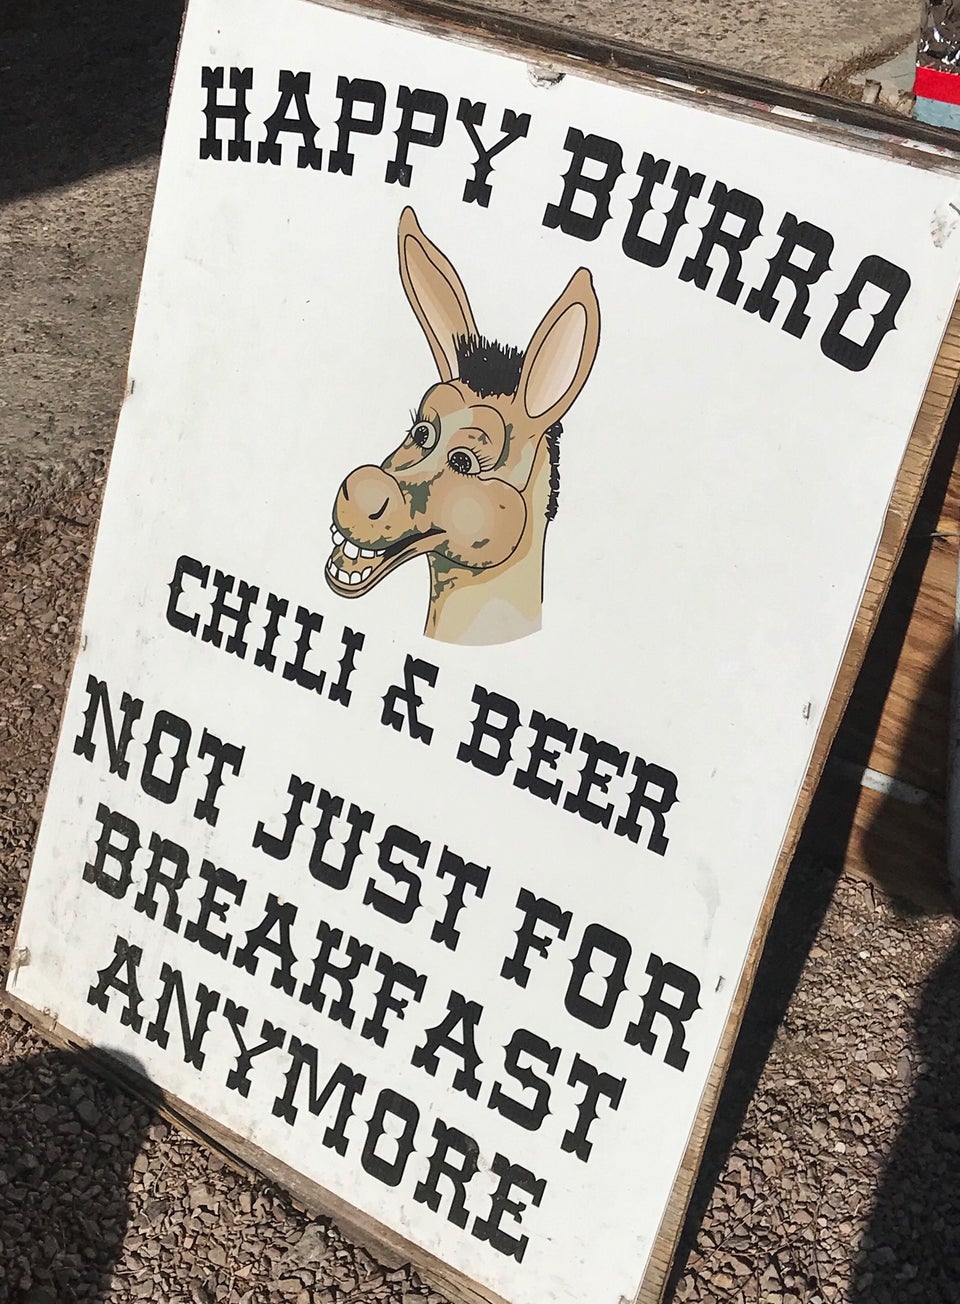 HAPPY BURRO
CHILI & BEER
NOT JUST FOR
BREAKFAST
ANYMORE